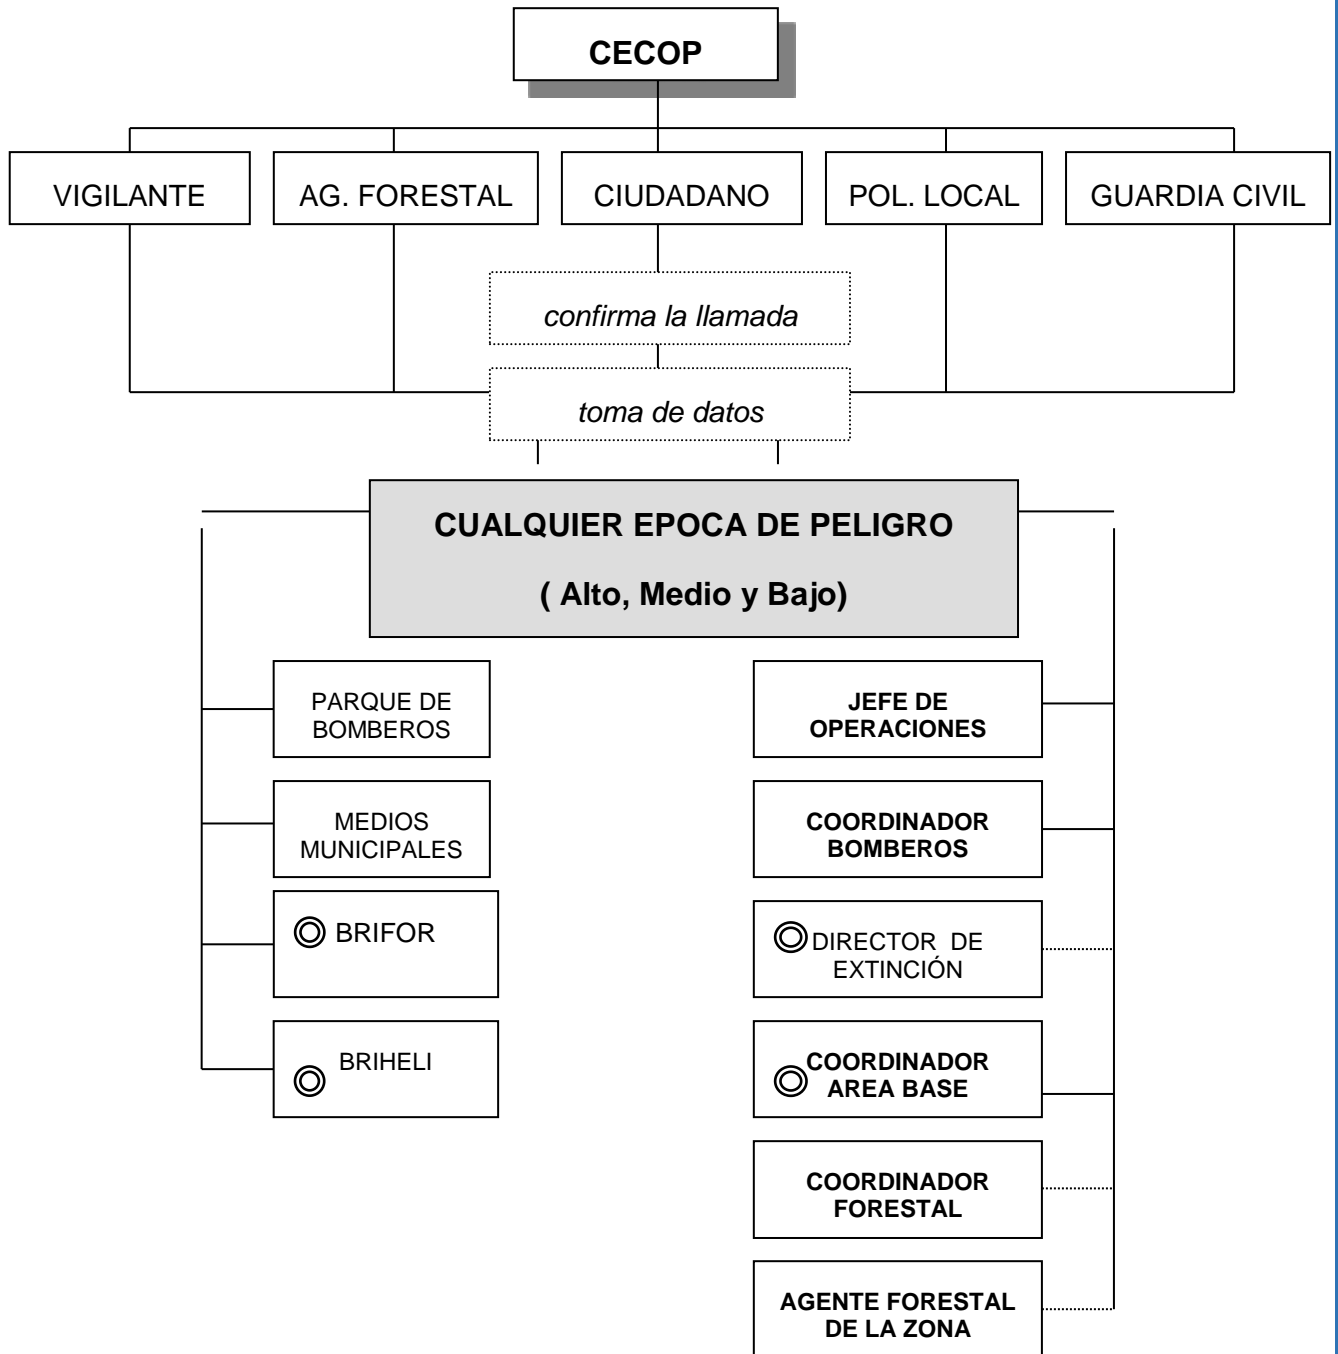 CECOP
VIGILANTE
AG. FORESTAL
CIUDADANO
POL. LOCAL
GUARDIA CIVIL
confirma la llamada
toma de datos
CUALQUIER EPOCA DE PELIGRO
( Alto, Medio y Bajo)
PARQUE DE
BOMBEROS
MEDIOS
MUNICIPALES
BRIFOR
BRIHELI
JEFE DE
OPERACIONES
COORDINADOR
BOMBEROS
DIRECTOR DE
EXTINCIÓN
COORDINADOR
AREA BASE
COORDINADOR
FORESTAL
AGENTE FORESTAL
DE LA ZONA